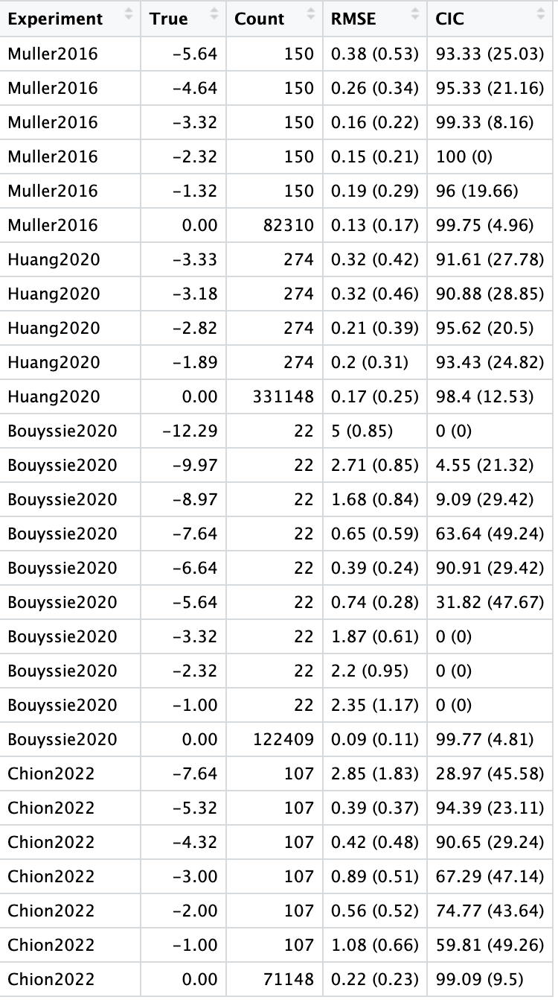 Experiment True Count RMSE CIC
Muller2016 −5.64 150 0.38 (0.53) 93.33 (25.03)
Muller2016 −4.64 150 0.26 (0.34) 95.33 (21.16)
Muller2016 −3.32 150 0.16 (0.22) 99.33 (8.16)
Muller2016 −2.32 150 0.15 (0.21) 100 (0)
Muller2016 −1.32 150 0.19 (0.29) 96 (19.66)
Muller2016 0.00 82310 0.13 (0.17) 99.75 (4.96)
Huang2020 −3.33 274 0.32 (0.42) 91.61 (27.78)
Huang2020 −3.18 274 0.32 (0.46) 90.88 (28.85)
Huang2020 −2.82 274 0.21 (0.39) 95.62 (20.5)
Huang2020 −1.89 274 0.2 (0.31) 93.43 (24.82)
Huang2020 0.00 331148 0.17 (0.25) 98.4 (12.53)
Bouyssie2020 −12.29 22 5 (0.85) 0 (0)
Bouyssie2020 −9.97 22 2.71 (0.85) 4.55 (21.32)
Bouyssie2020 −8.97 22 1.68 (0.84) 9.09 (29.42)
Bouyssie2020 −7.64 22 0.65 (0.59) 63.64 (49.24)
Bouyssie2020 −6.64 22 0.39 (0.24) 90.91 (29.42)
Bouyssie2020 −5.64 22 0.74 (0.28) 31.82 (47.67)
Bouyssie2020 −3.32 22 1.87 (0.61) 0 (0)
Bouyssie2020 −2.32 22 2.2 (0.95) 0 (0)
Bouyssie2020 −1.00 22 2.35 (1.17) 0 (0)
Bouyssie2020 0.00 122409 0.09 (0.11) 99.77 (4.81)
Chion2022 −7.64 107 2.85 (1.83) 28.97 (45.58)
Chion2022 −5.32 107 0.39 (0.37) 94.39 (23.11)
Chion2022 −4.32 107 0.42 (0.48) 90.65 (29.24)
Chion2022 −3.00 107 0.89 (0.51) 67.29 (47.14)
Chion2022 −2.00 107 0.56 (0.52) 74.77 (43.64)
Chion2022 −1.00 107 1.08 (0.66) 59.81 (49.26)
Chion2022 0.00 71148 0.22 (0.23) 99.09 (9.5)